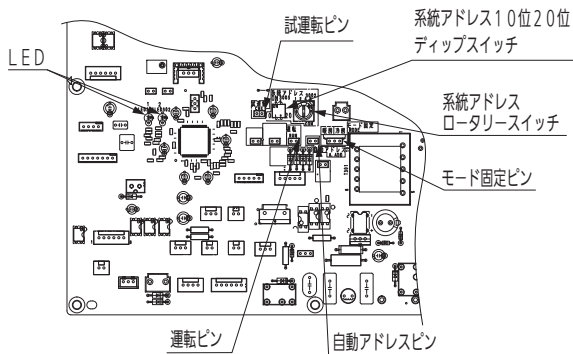 系統アドレス10位20位
ディップスイッチ
試運転ピン
LED
系統アドレス
ロータリースイッチ
モード固定ピン
運転ピン
自動アドレスピン